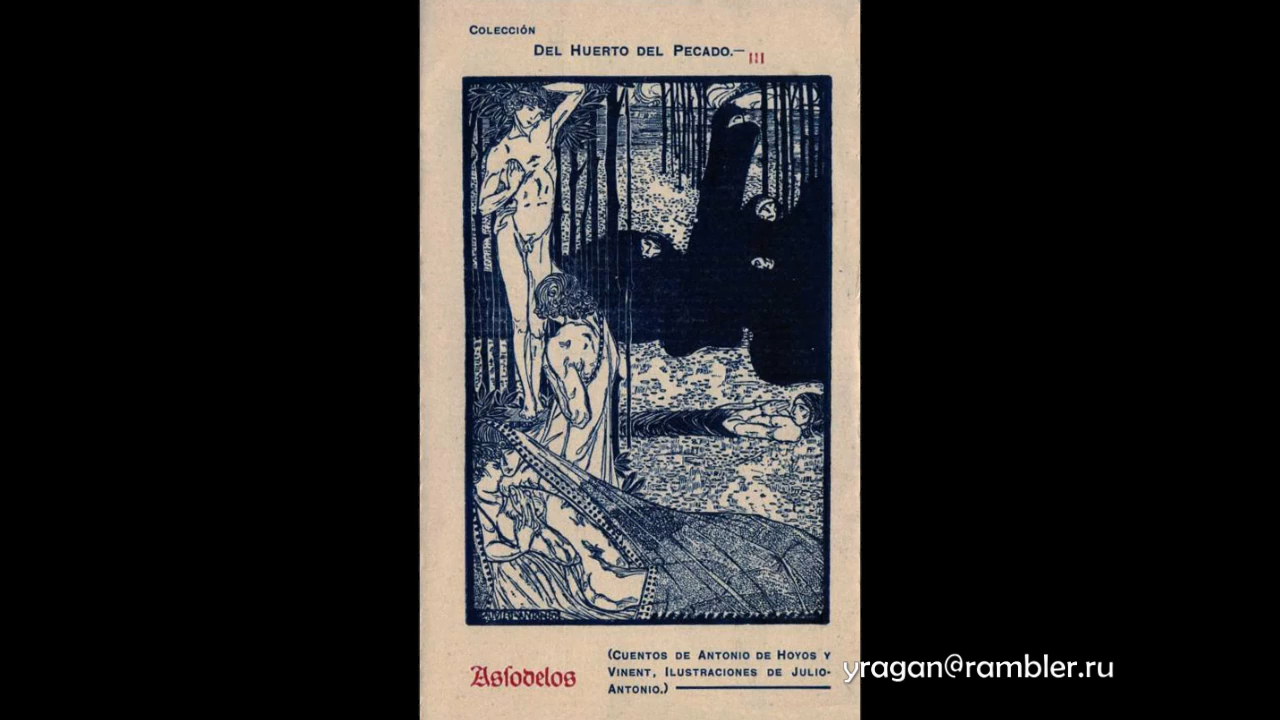 Colección
Del Huerto del Pecado.— III
Asfodelos
(Cuentos de Antonio de Hoyos y
Vinent, Ilustraciones de Julio-
Antonio.)
yragan@rambler.ru